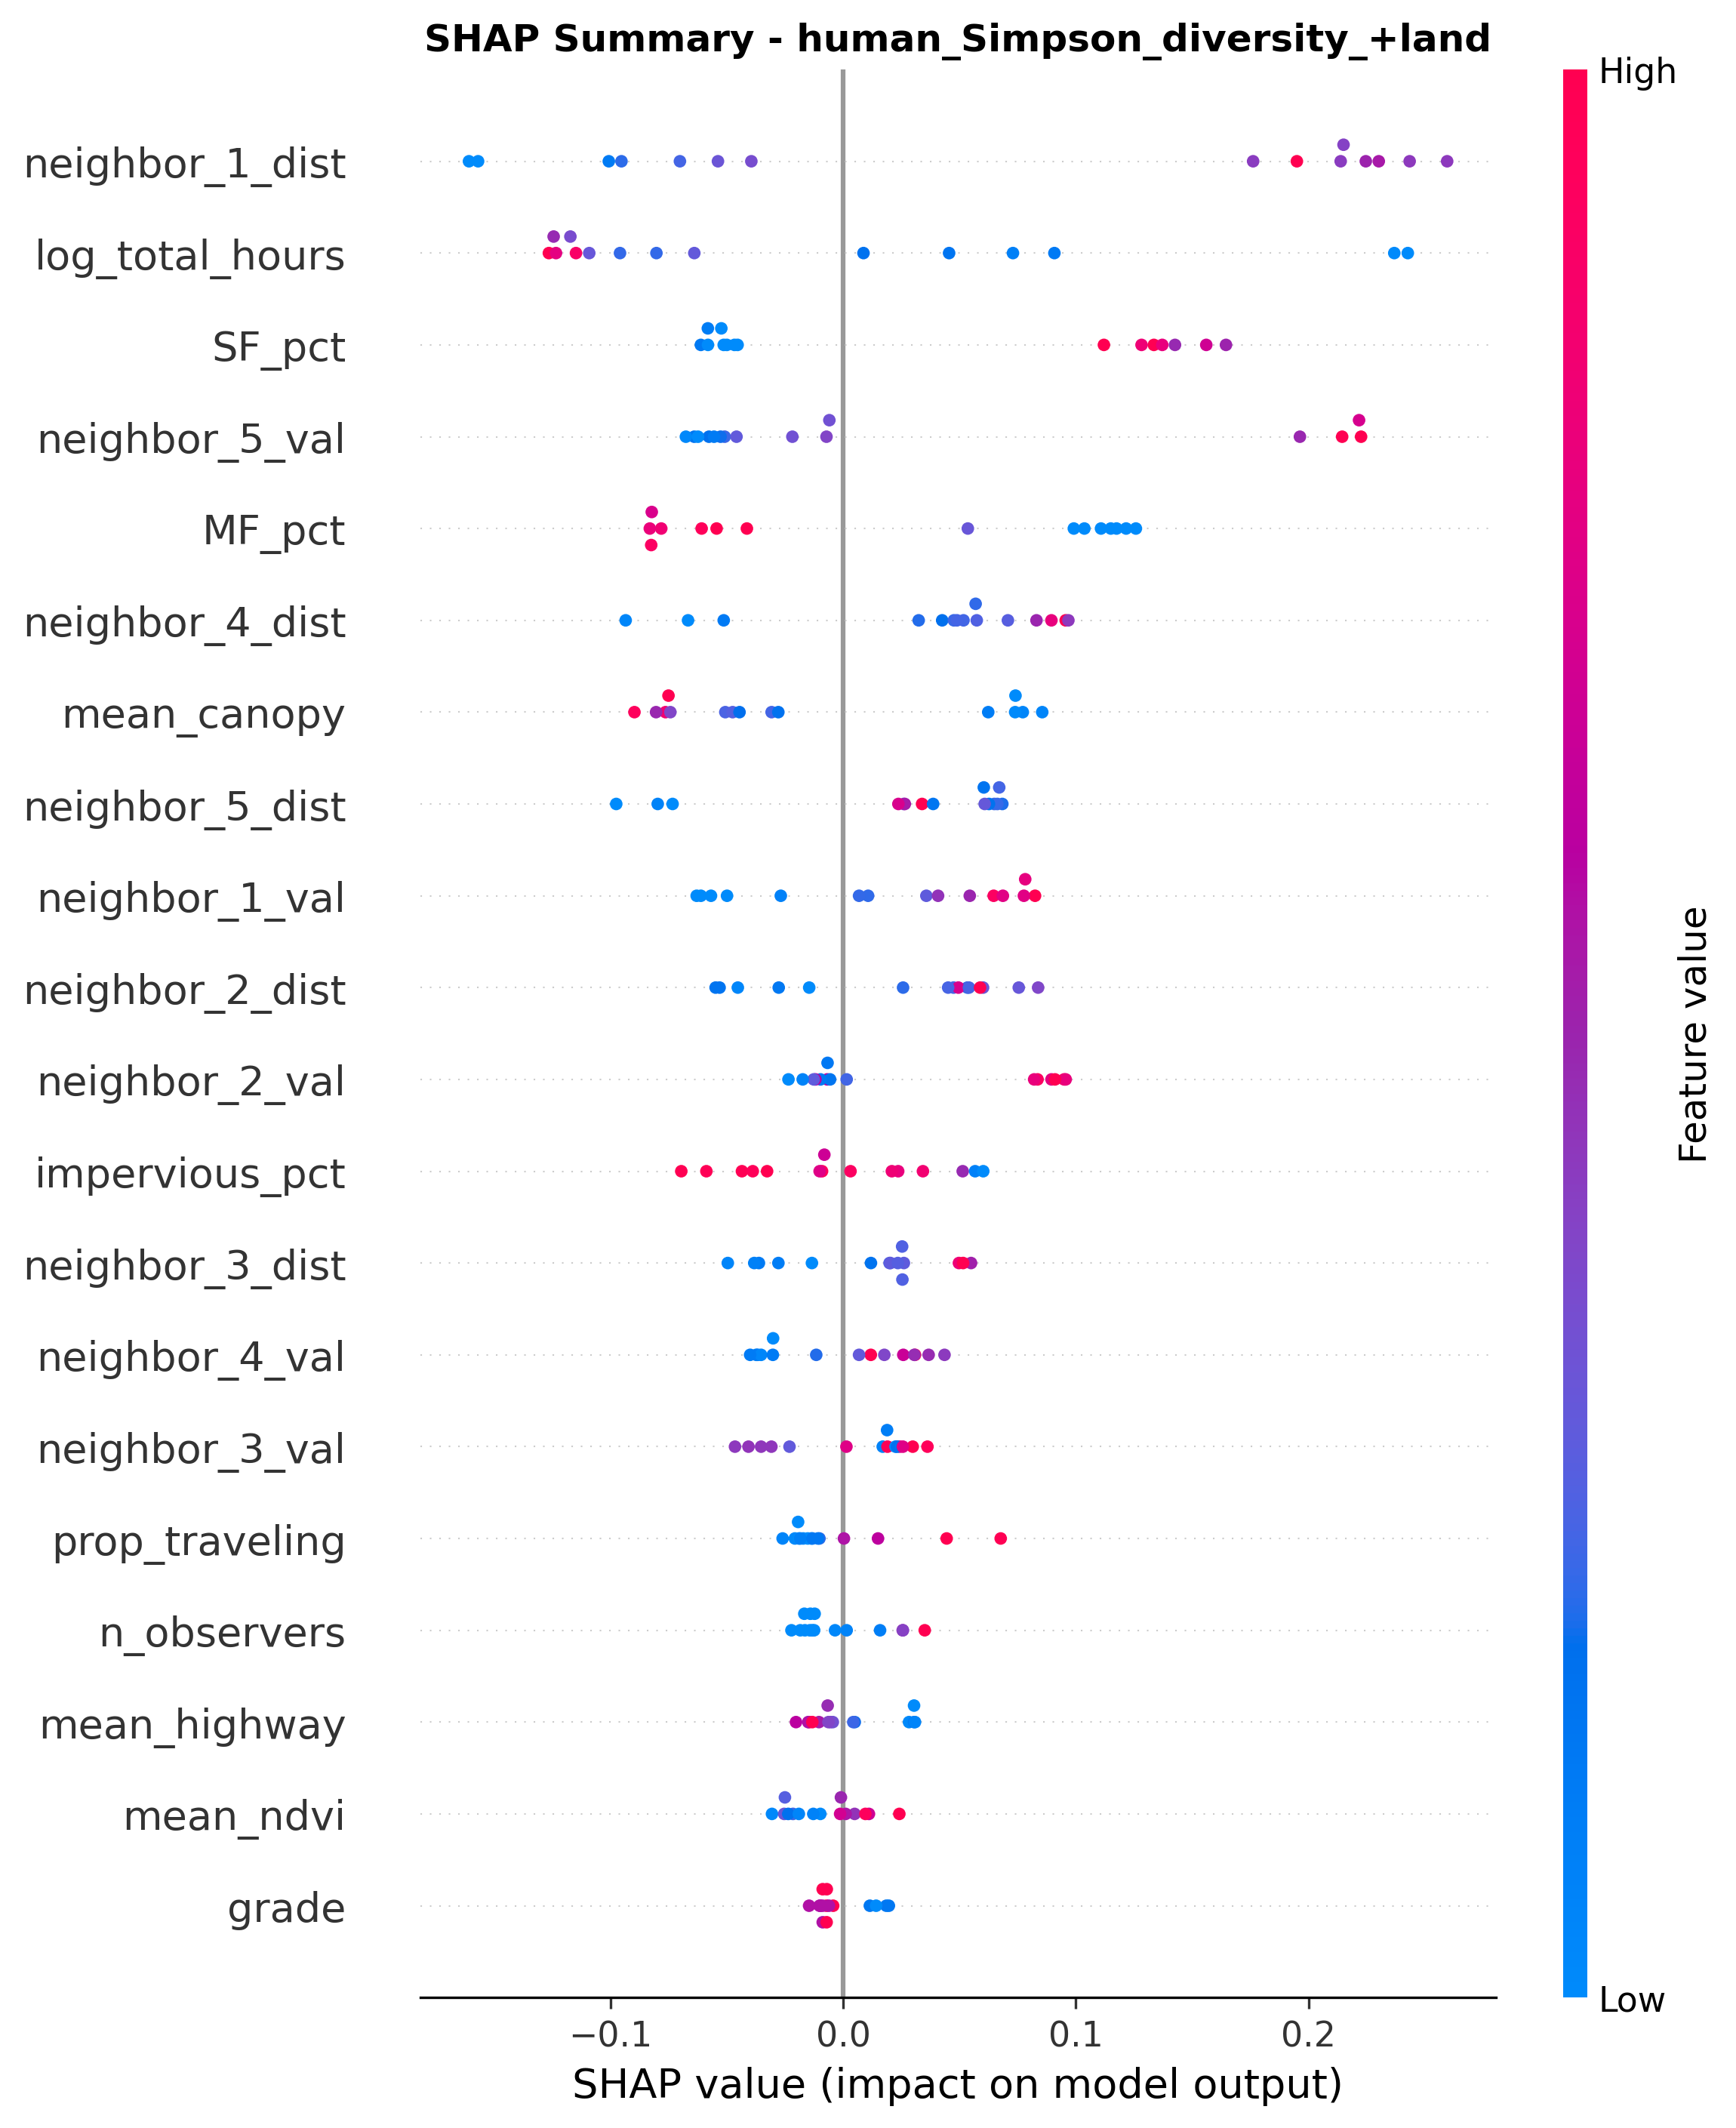 SHAP Summary - human_Simpson_diversity_+land
High
neighbor_1_dist
log_total_hours
SF_pct
neighbor_5_val
MF_pct
neighbor_4_dist
mean_canopy
neighbor_5_dist
neighbor_1_val
neighbor_2_dist
neighbor_2_val
impervious_pct
neighbor_3_dist
neighbor_4_val
neighbor_3_val
prop_traveling
n_observers
mean_highway
mean_ndvi
grade
Feature value
Low
−0.1 0.0 0.1 0.2
SHAP value (impact on model output)